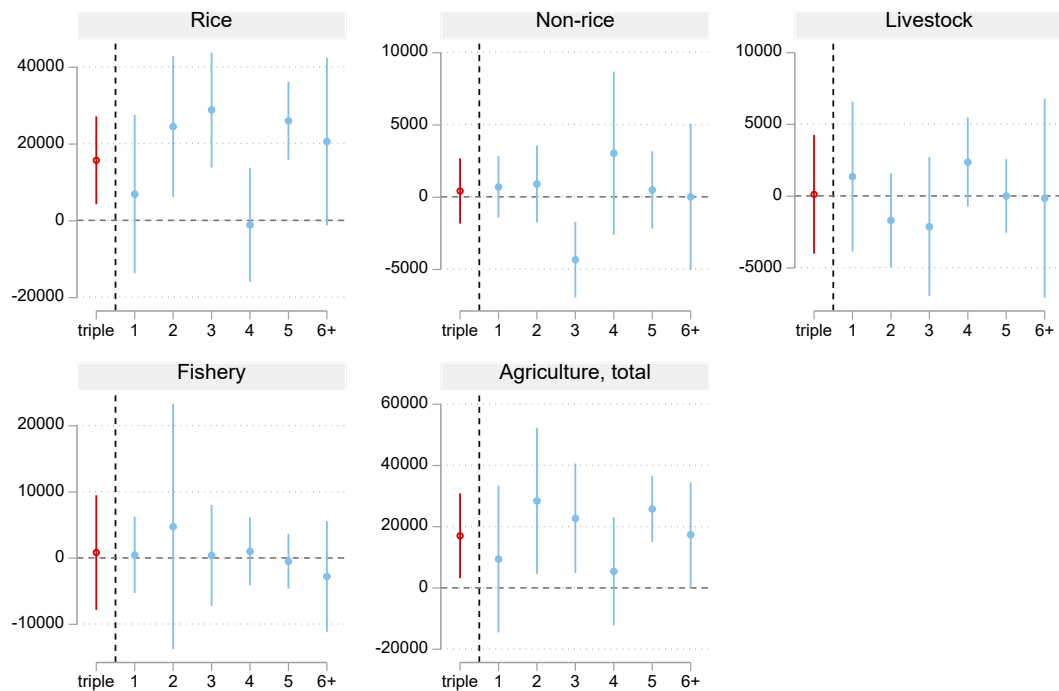 Rice
40000
20000
0
-20000
triple 1 2 3 4 5 6+
Non-rice
10000
5000
0
-5000
triple 1 2 3 4 5 6+
Livestock
10000
5000
0
-5000
triple 1 2 3 4 5 6+
Fishery
20000
10000
0
-10000
triple 1 2 3 4 5 6+
Agriculture, total
60000
40000
20000
0
-20000
triple 1 2 3 4 5 6+